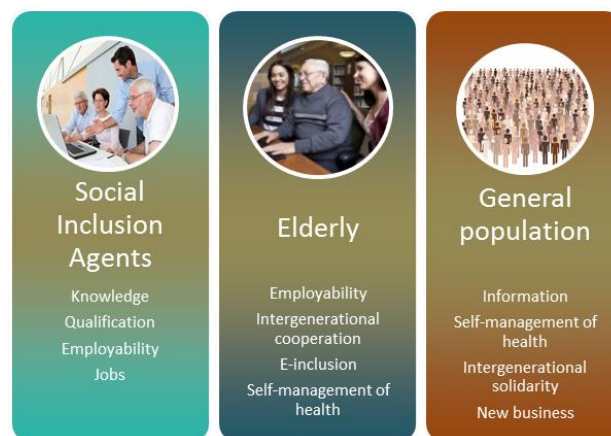 Social
Inclusion
Agents
Knowledge
Qualification
Employability
Jobs
Elderly
Employability
Intergenerational
cooperation
E-inclusion
Self-management of
health
General
population
Information
Self-management of
health
Intergenerational
solidarity
New business